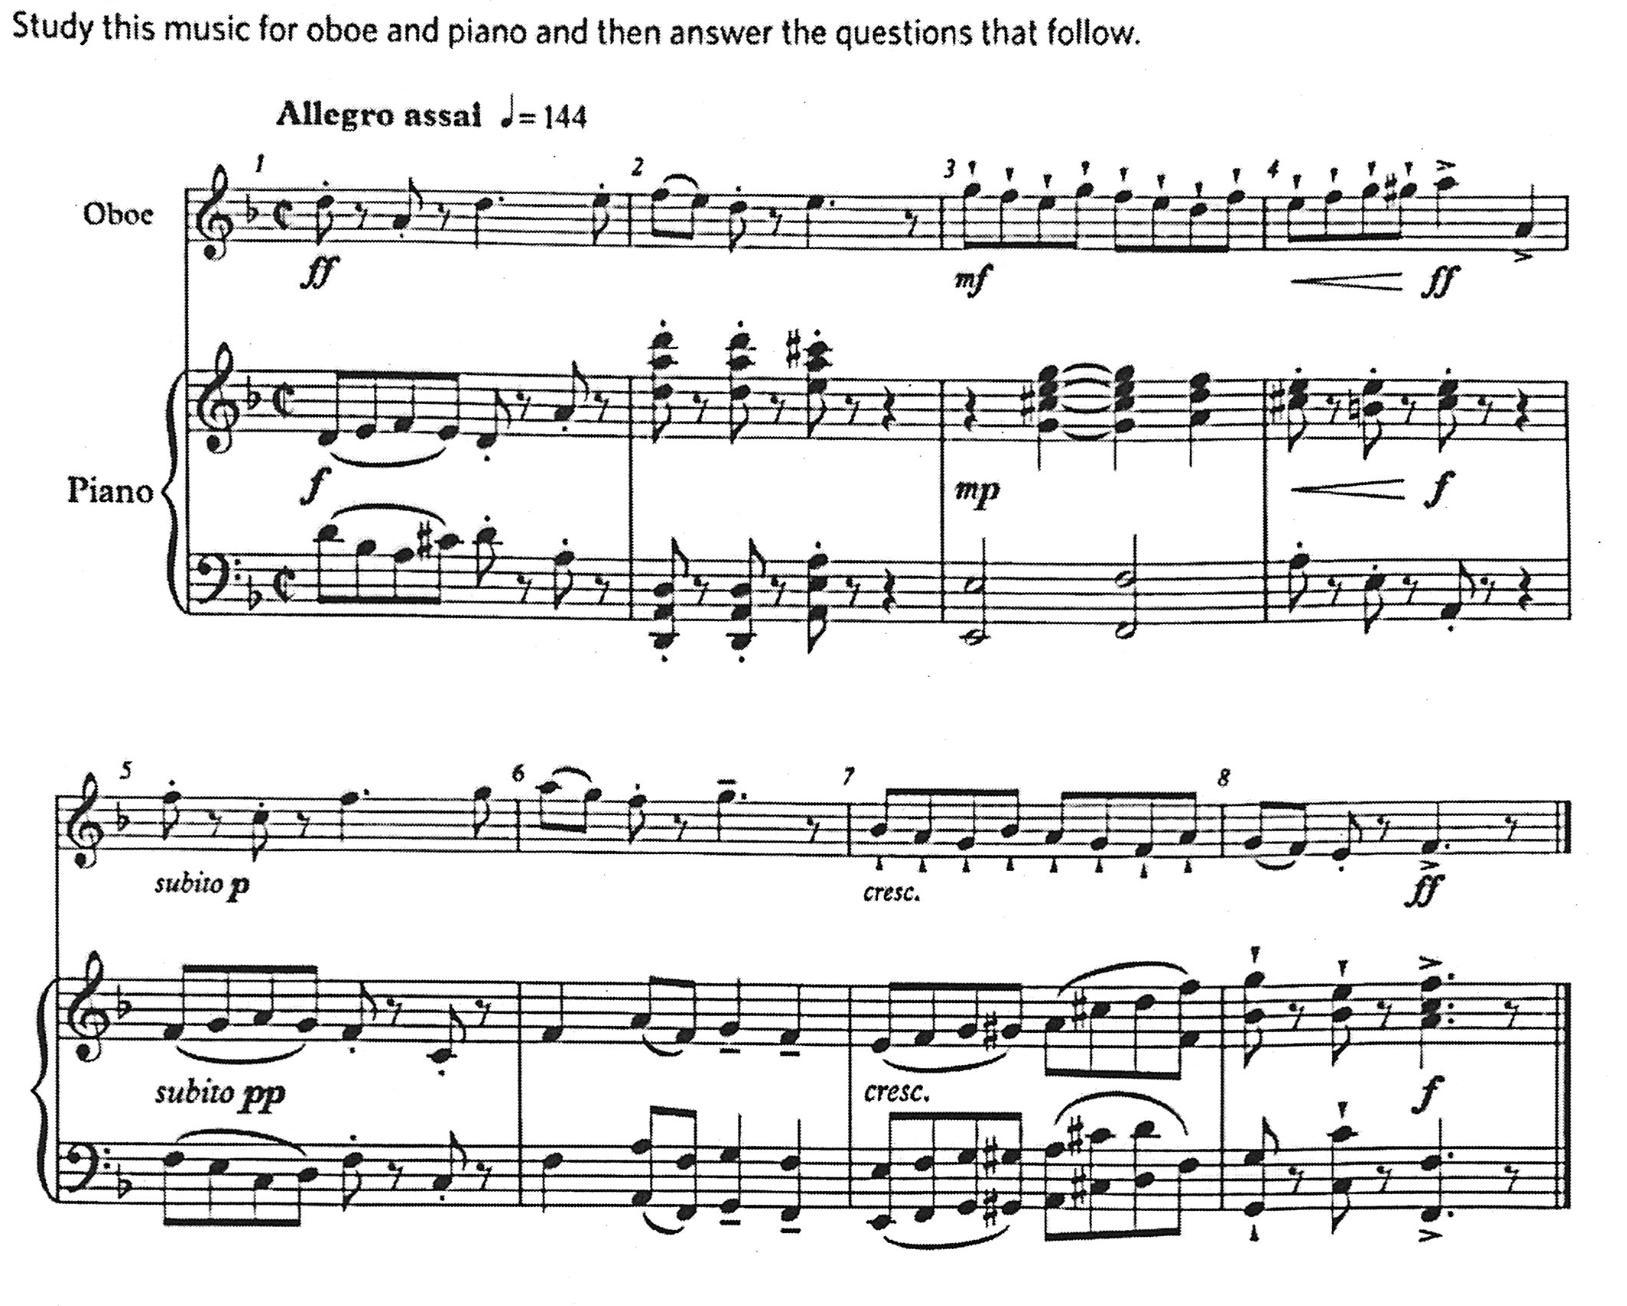 Study this music for oboe and piano and then answer the questions that follow.
Allegro assai ♩= 144
1 2 3 4
Oboe
ff mf ff
Piano
f mp f
5 6 7 8
subito p cresc. ff
subito pp cresc. f